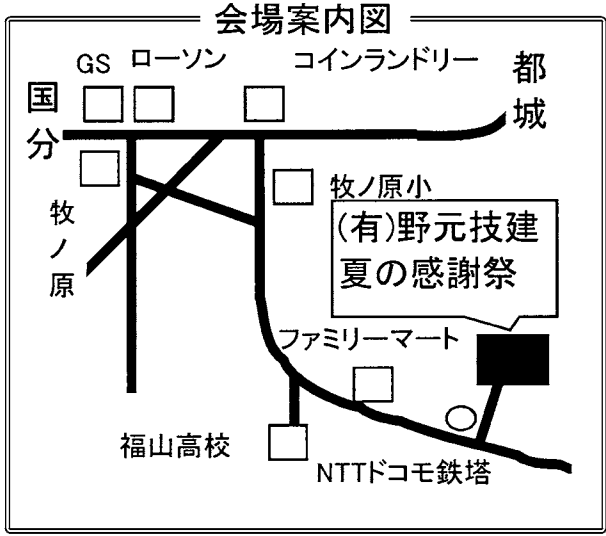 会場案内図
GS
ローソン
コインランドリー
都城
国分
牧ノ原
牧ノ原小
(有)野元技建
夏の感謝祭
ファミリーマート
福山高校
NTTドコモ鉄塔